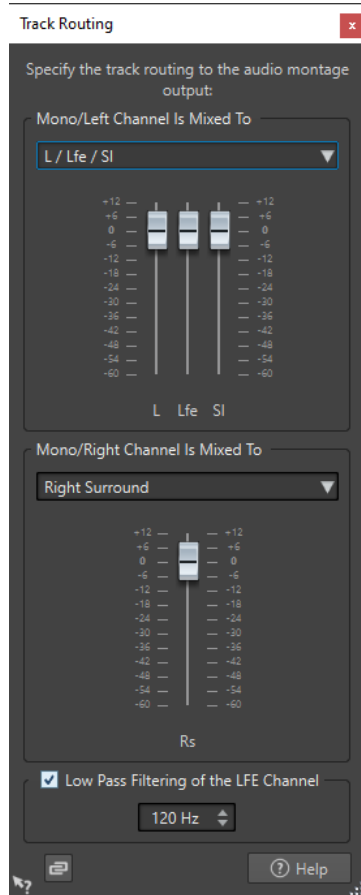 Track Routing
x
Specify the track routing to the audio montage
output:
Mono/Left Channel Is Mixed To
L / Lfe / Sl
+12 +12
+6 +6
0 0
-6 -6
-12 -12
-18 -18
-24 -24
-30 -30
-36 -36
-42 -42
-48 -48
-54 -54
-60 -60
L Lfe Sl
Mono/Right Channel Is Mixed To
Right Surround
+12 +12
+6 +6
0 0
-6 -6
-12 -12
-18 -18
-24 -24
-30 -30
-36 -36
-42 -42
-48 -48
-54 -54
-60 -60
Rs
Low Pass Filtering of the LFE Channel
120 Hz
? ? Help